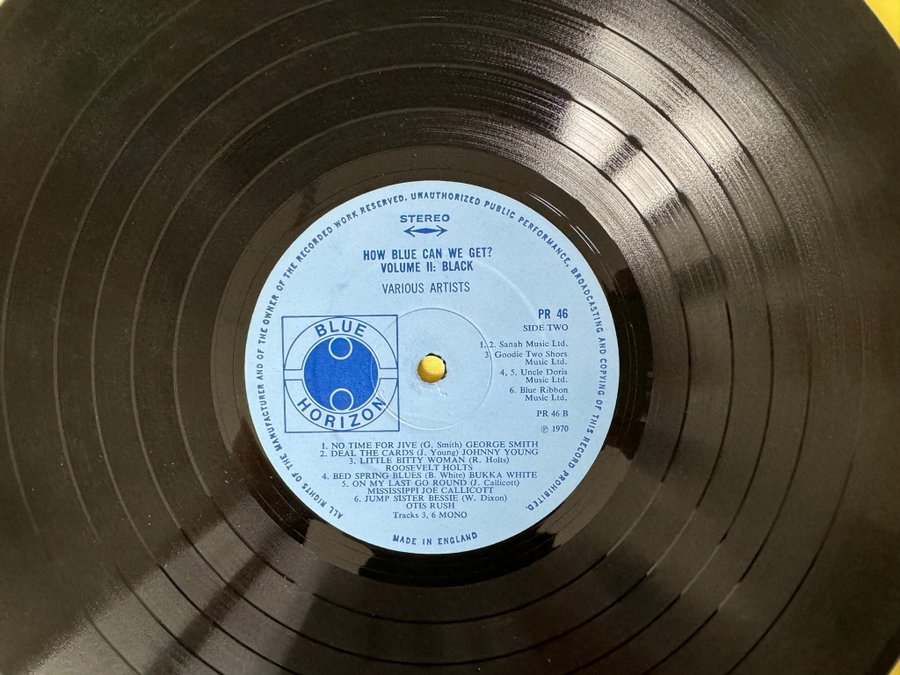 ALL RIGHTS OF THE MANUFACTURER AND OF THE OWNER OF THE RECORDED WORK RESERVED. UNAUTHORIZED PUBLIC PERFORMANCE, BROADCASTING AND COPYING OF THIS RECORD PROHIBITED.
STEREO
HOW BLUE CAN WE GET?
VOLUME II: BLACK
VARIOUS ARTISTS
BLUE
HORIZON
PR 46
SIDE TWO
1, 2. Sanah Music Ltd.
3. Goodie Two Shoes
Music Ltd.
4, 5. Uncle Doris
Music Ltd.
6. Blue Ribbon
Music Ltd.
PR 46 B
℗ 1970
1. NO TIME FOR JIVE (G. Smith) GEORGE SMITH
2. DEAL THE CARDS (J. Young) JOHNNY YOUNG
3. LITTLE BITTY WOMAN (R. Holts)
ROOSEVELT HOLTS
4. BED SPRING BLUES (B. White) BUKKA WHITE
5. ON MY LAST GO ROUND (J. Callicott)
MISSISSIPPI JOE CALLICOTT
6. JUMP SISTER BESSIE (W. Dixon)
OTIS RUSH
Tracks 3, 6 MONO
MADE IN ENGLAND